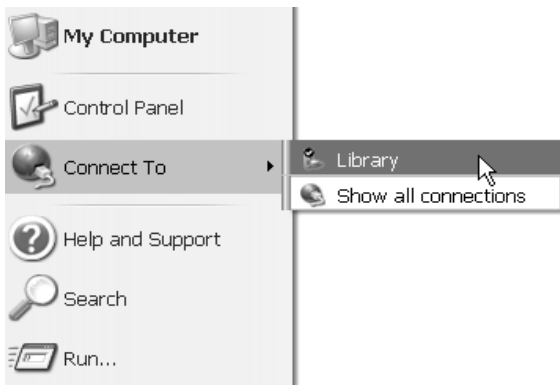 My Computer
Control Panel
Connect To
Library
Show all connections
Help and Support
Search
Run...